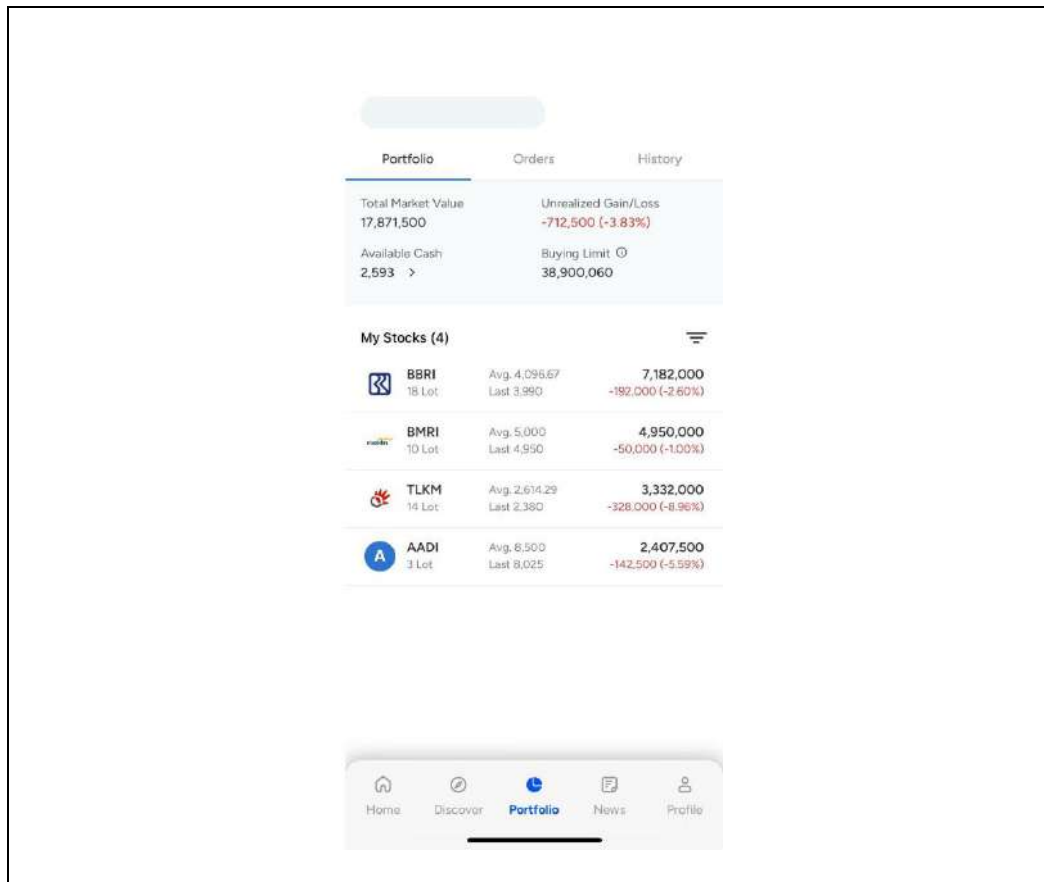 Portfolio Orders History
Total Market Value Unrealized Gain/Loss
17,871,500 -712,500 (-3.83%)
Available Cash Buying Limit
2,593 > 38,900,060
My Stocks (4)
BBRI Avg. 4,096.67 7,182,000
18 Lot Last 3,990 -192,000 (-2.60%)
BMRI Avg. 5,000 4,950,000
10 Lot Last 4,950 -50,000 (-1.00%)
TLKM Avg. 2,614.29 3,332,000
14 Lot Last 2,380 -328,000 (-8.96%)
A AADI Avg. 8,500 2,407,500
3 Lot Last 8,025 -142,500 (-5.59%)
Home Discover Portfolio News Profile